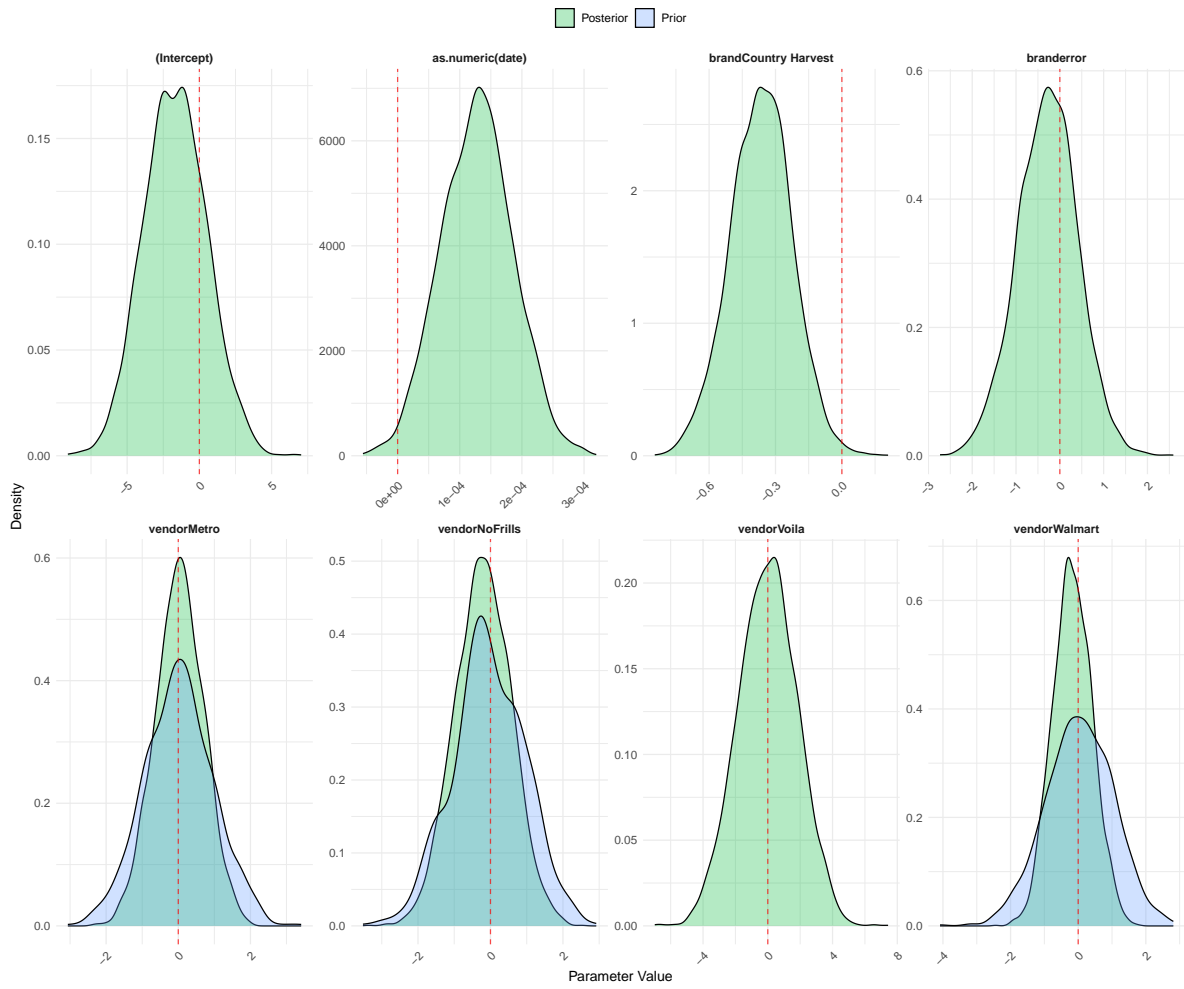 Posterior Prior
(Intercept) as.numeric(date) brandCountry Harvest branderror
0.15
0.10
0.05
0.00
-5 0 5
6000
4000
2000
0
0e+00 1e-04 2e-04 3e-04
2
1
0
-0.6 -0.3 0.0
0.6
0.4
0.2
0.0
-3 -2 -1 0 1 2
Density
vendorMetro vendorNoFrills vendorVoila vendorWalmart
0.6
0.4
0.2
0.0
-2 0 2
0.5
0.4
0.3
0.2
0.1
0.0
-2 0 2
0.20
0.15
0.10
0.05
0.00
-4 0 4 8
0.6
0.4
0.2
0.0
-4 -2 0 2
Parameter Value